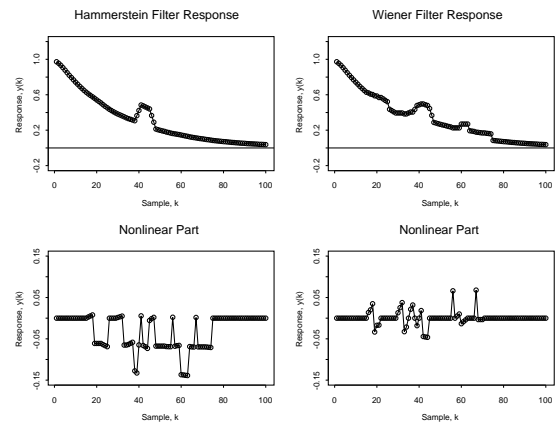 Hammerstein Filter Response
Response, y(k)
1.0
0.6
0.2
-0.2
0 20 40 60 80 100
Sample, k
Wiener Filter Response
Response, y(k)
1.0
0.6
0.2
-0.2
0 20 40 60 80 100
Sample, k
Nonlinear Part
Response, y(k)
0.15
0.05
-0.05
-0.15
0 20 40 60 80 100
Sample, k
Nonlinear Part
Response, y(k)
0.15
0.05
-0.05
-0.15
0 20 40 60 80 100
Sample, k